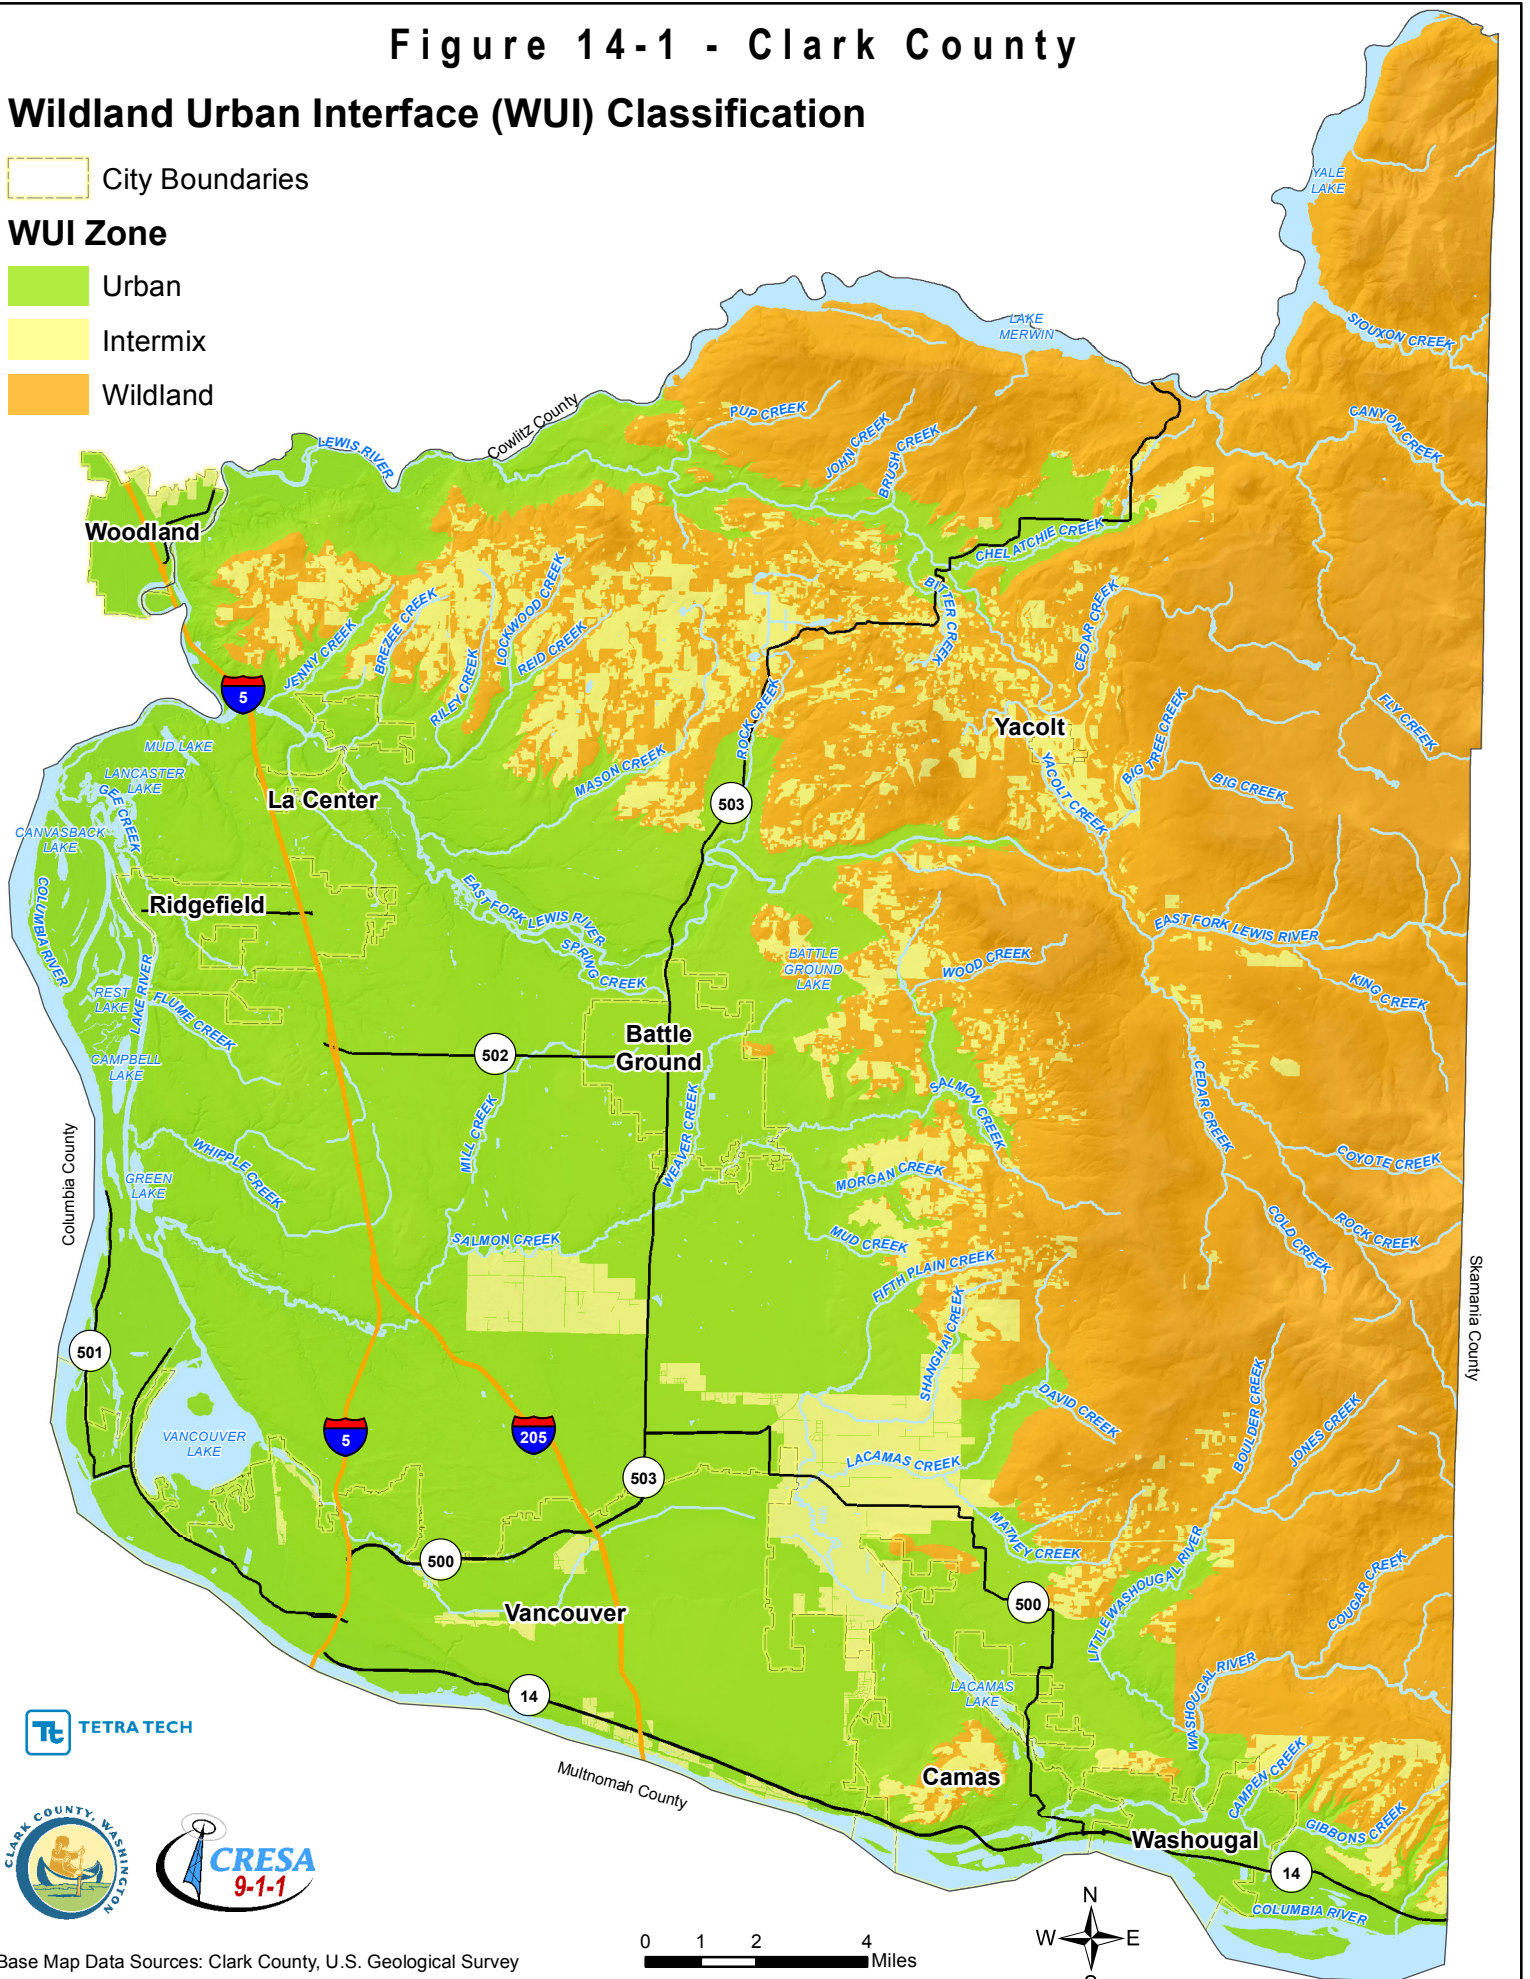 Figure 14-1 - Clark County
Wildland Urban Interface (WUI) Classification
City Boundaries
WUI Zone
Urban
Intermix
Wildland
YALE
LAKE
SIOUXON CREEK
LAKE
MERWIN
CANYON CREEK
Cowlitz County
PUP CREEK
JOHN CREEK
BRUSH CREEK
LEWIS RIVER
Woodland
CHELATCHIE CREEK
BITTER CREEK
CREEK
CEDAR CREEK
JENNY CREEK
BREZEE CREEK
LOCKWOOD CREEK
REID CREEK
RILEY CREEK
5
ROCK CREEK
MASON CREEK
Yacolt
YACOLT CREEK
BIG TREE CREEK
BIG CREEK
FLY CREEK
MUD LAKE
LANCASTER
LAKE
GEE CREEK
La Center
503
CANVASBACK
LAKE
COLUMBIA RIVER
Ridgefield
EAST FORK LEWIS RIVER
SPRING CREEK
EAST FORK LEWIS RIVER
BATTLE
GROUND
LAKE
WOOD CREEK
KING CREEK
REST
LAKE
LAKE RIVER
FLUME CREEK
CAMPBELL
LAKE
502
Battle
Ground
SALMON CREEK
CEDAR CREEK
MILL CREEK
WEAVER CREEK
Columbia County
WHIPPLE CREEK
GREEN
LAKE
MORGAN CREEK
COYOTE CREEK
COLD CREEK
ROCK CREEK
SALMON CREEK
MUD CREEK
FIFTH PLAIN CREEK
SHANGHAI CREEK
Skamania County
501
VANCOUVER
LAKE
5
205
503
DAVID CREEK
BOULDER CREEK
JONES CREEK
LACAMAS CREEK
MATNEY CREEK
500
500
Vancouver
LITTLE WASHOUGAL RIVER
COUGAR CREEK
WASHOUGAL RIVER
LACAMAS
LAKE
14
TETRA TECH
Multnomah County
Camas
CAMPEN CREEK
GIBBONS CREEK
Washougal
14
COLUMBIA RIVER
CLARK COUNTY, WASHINGTON
CRESA
9-1-1
N
W
E
0 1 2 4
Miles
Base Map Data Sources: Clark County, U.S. Geological Survey